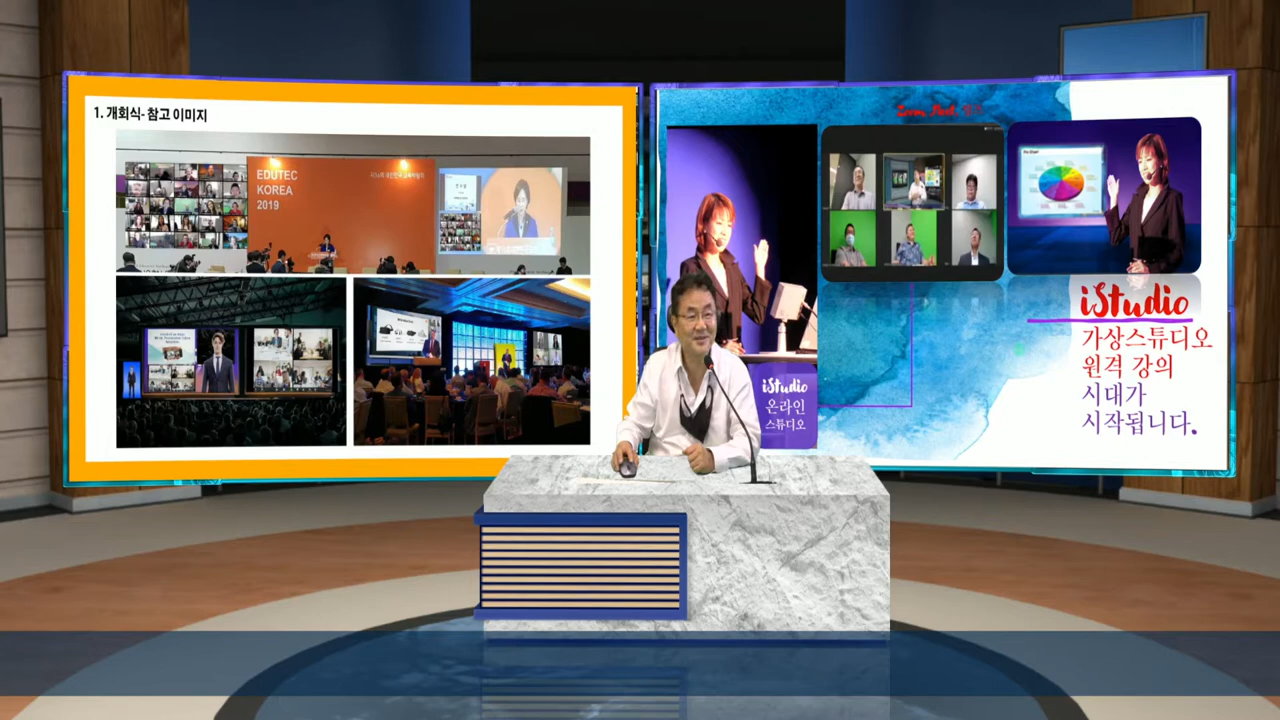 1. 개회식- 참고 이미지
EDUTEC
KOREA
2019
iStudio
온라인
스튜디오
iStudio
가상스튜디오
원격 강의
시대가
시작됩니다.